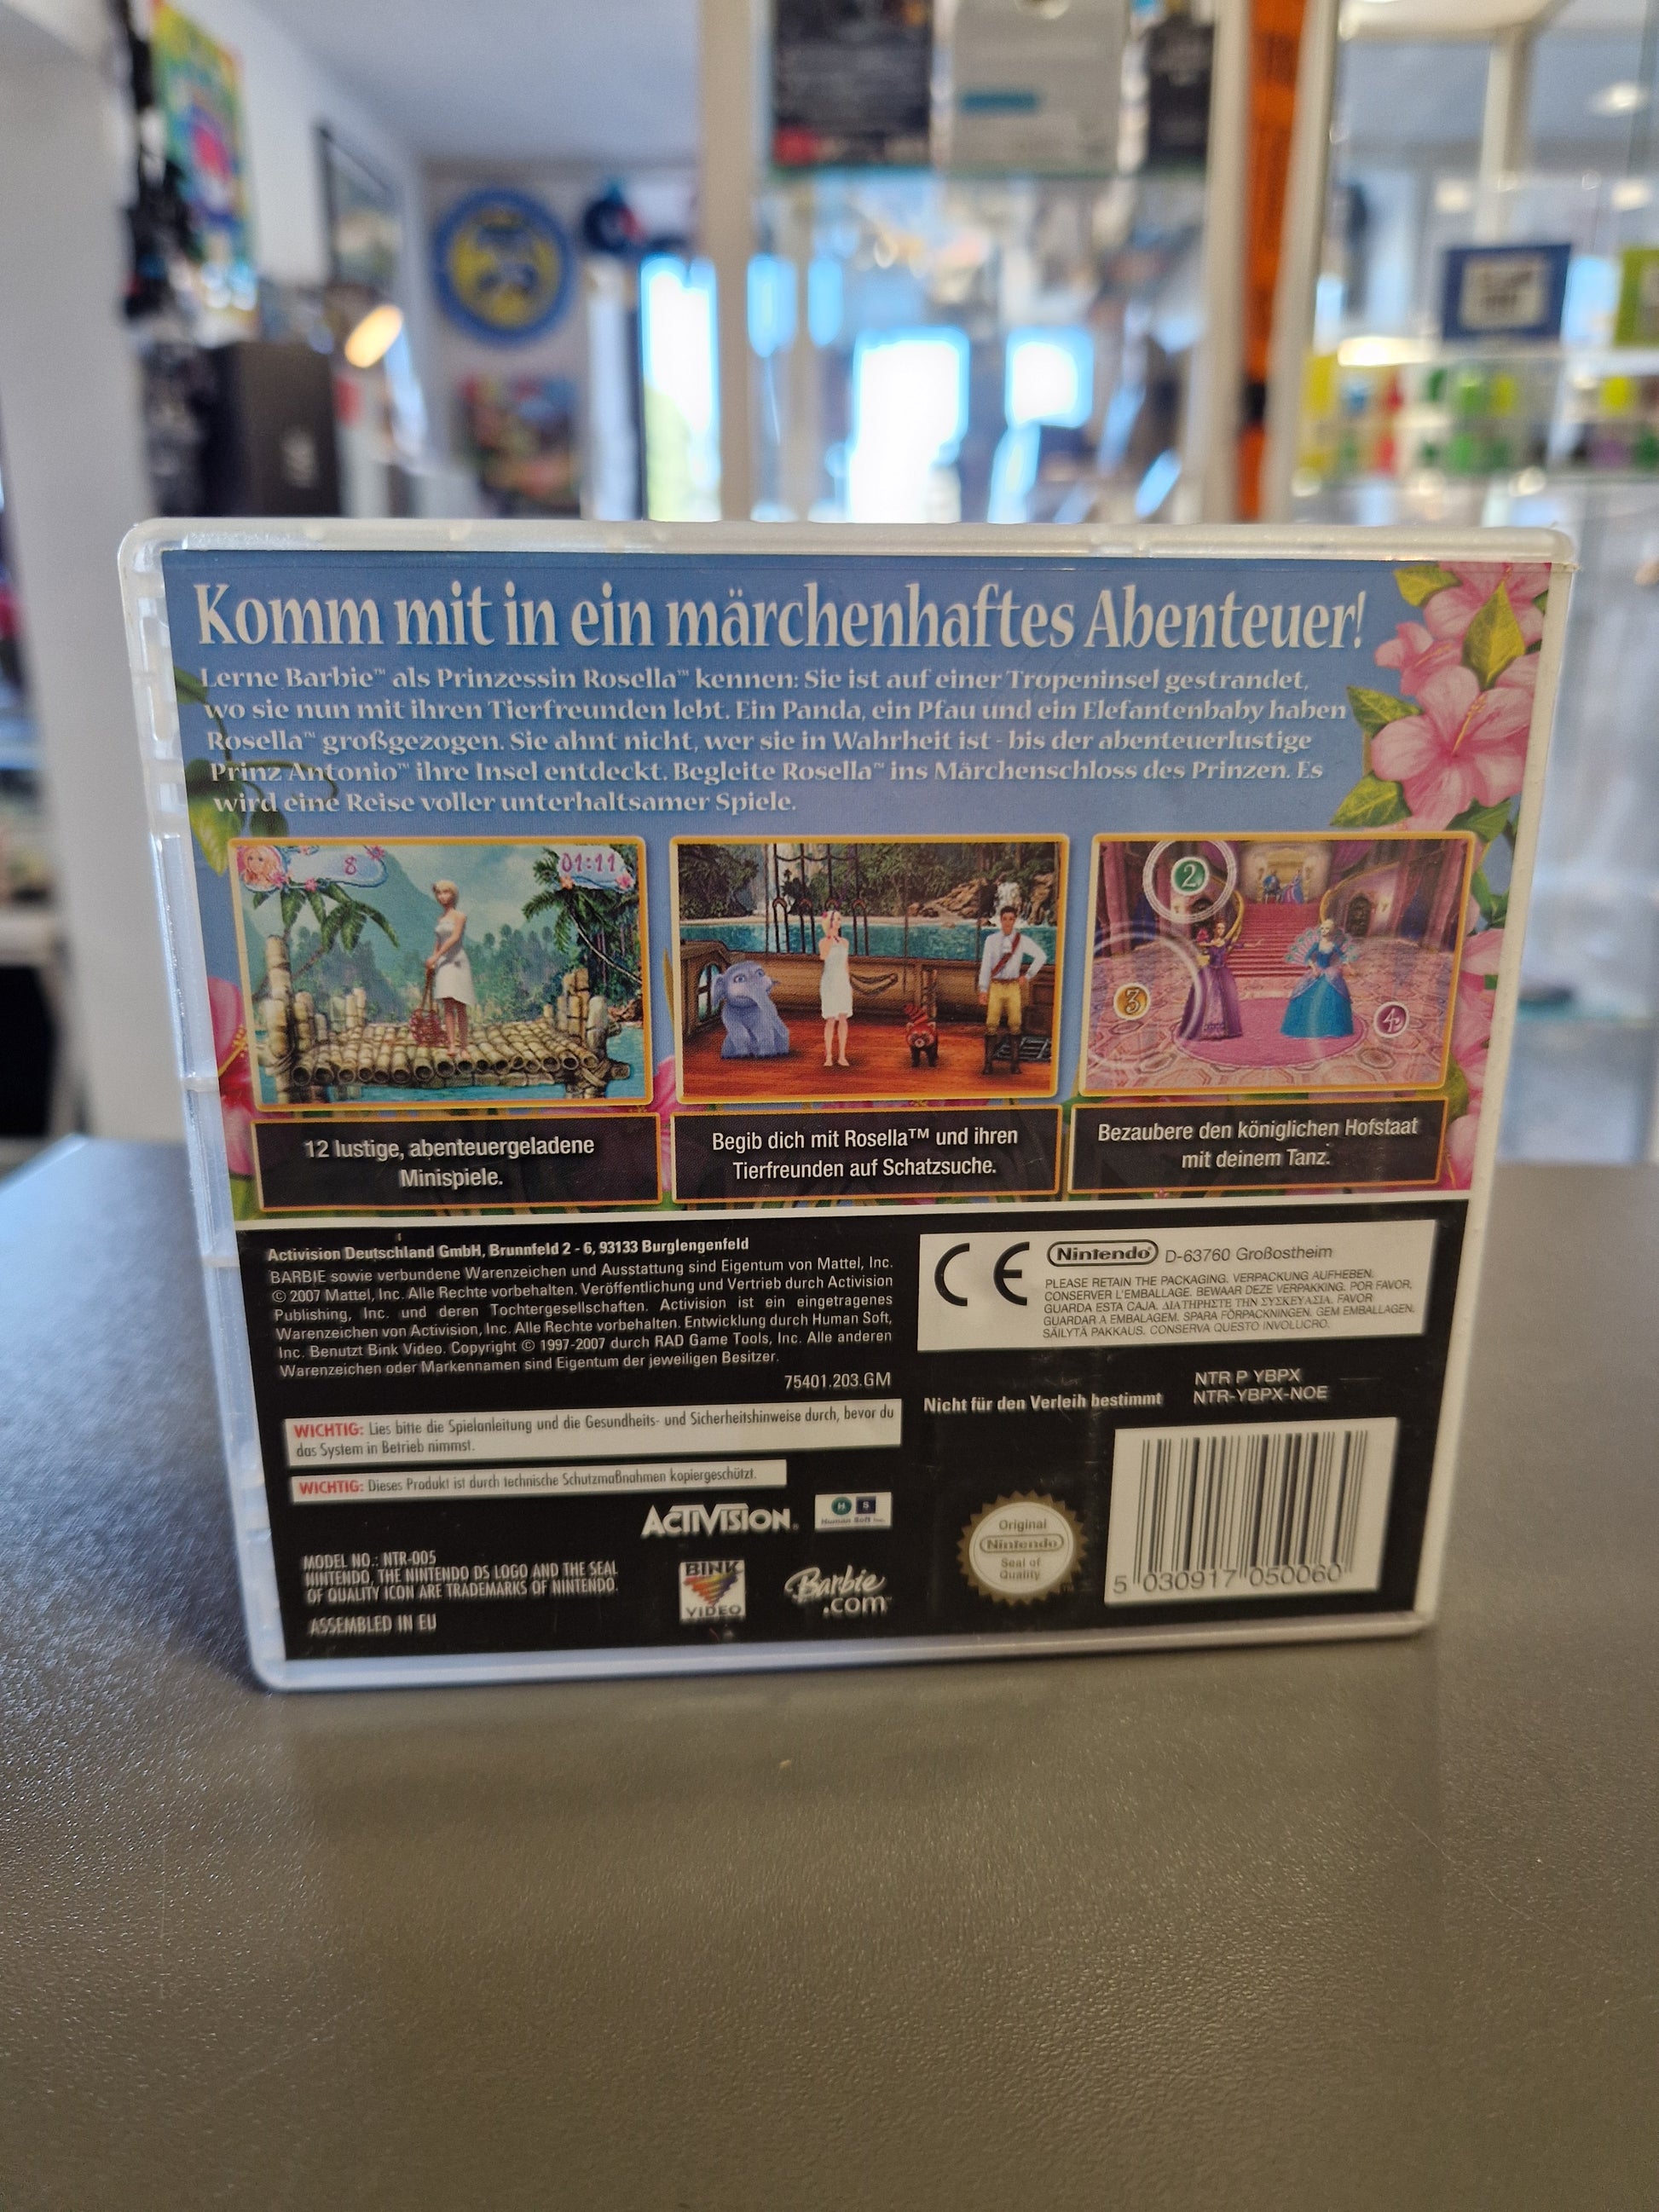 Komm mit in ein märchenhaftes Abenteuer!
Lerne Barbie™ als Prinzessin Rosella™ kennen: Sie ist auf einer Tropeninsel gestrandet,
wo sie nun mit ihren Tierfreunden lebt. Ein Panda, ein Pfau und ein Elefantenbaby haben
Rosella™ großgezogen. Sie ahnt nicht, wer sie in Wahrheit ist - bis der abenteuerlustige
Prinz Antonio™ ihre Insel entdeckt. Begleite Rosella™ ins Märchenschloss des Prinzen. Es
wird eine Reise voller unterhaltsamer Spiele.
8
01:11
2
3
4
12 lustige, abenteuergeladene
Minispiele.
Begib dich mit Rosella™ und ihren
Tierfreunden auf Schatzsuche.
Bezaubere den königlichen Hofstaat
mit deinem Tanz.
Activision Deutschland GmbH, Brunnfeld 2 - 6, 93133 Burglengenfeld
BARBIE sowie verbundene Warenzeichen und Ausstattung sind Eigentum von Mattel, Inc.
© 2007 Mattel, Inc. Alle Rechte vorbehalten. Veröffentlichung und Vertrieb durch Activision
Publishing, Inc. und deren Tochtergesellschaften. Activision ist ein eingetragenes
Warenzeichen von Activision, Inc. Alle Rechte vorbehalten. Entwicklung durch Human Soft,
Inc. Benutzt Bink Video. Copyright © 1997-2007 durch RAD Game Tools, Inc. Alle anderen
Warenzeichen oder Markennamen sind Eigentum der jeweiligen Besitzer.
75401.203.GM
WICHTIG: Lies bitte die Spielanleitung und die Gesundheits- und Sicherheitshinweise durch, bevor du
das System in Betrieb nimmst.
WICHTIG: Dieses Produkt ist durch technische Schutzmaßnahmen kopiergeschützt.
ACTIVISION.
H S
Human Soft Inc.
MODEL NO.: NTR-005
NINTENDO, THE NINTENDO DS LOGO AND THE SEAL
OF QUALITY ICON ARE TRADEMARKS OF NINTENDO.
ASSEMBLED IN EU
BINK
VIDEO
Barbie
.com
CE
Nintendo® D-63760 Großostheim
PLEASE RETAIN THE PACKAGING. VERPACKUNG AUFHEBEN.
CONSERVER L'EMBALLAGE. BEWAAR DEZE VERPAKKING. POR FAVOR,
GUARDA ESTA CAJA. ΔΙΑΤΗΡΗΣΤΕ ΤΗΝ ΣΥΣΚΕΥΑΣΙΑ. FAVOR
GUARDAR A EMBALAGEM. SPARA FÖRPACKNINGEN. GEM EMBALLAGEN.
SÄILYTÄ PAKKAUS. CONSERVA QUESTO INVOLUCRO.
Nicht für den Verleih bestimmt
NTR P YBPX
NTR-YBPX-NOE
Original
Nintendo
Seal of
Quality
5 030917 050060